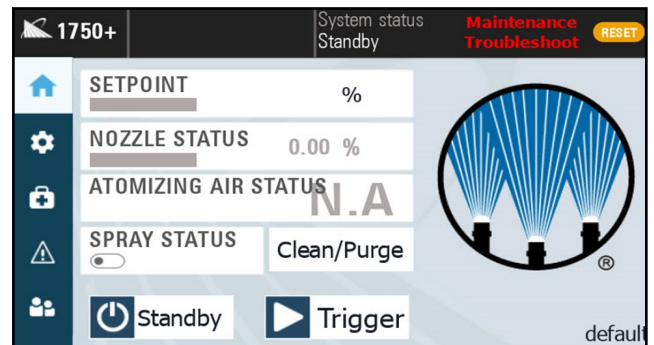 1750+
System status
Standby
Maintenance
Troubleshoot
RESET
SETPOINT
%
NOZZLE STATUS
0.00 %
ATOMIZING AIR STATUS
N.A
SPRAY STATUS
Clean/Purge
®
Standby
Trigger
default